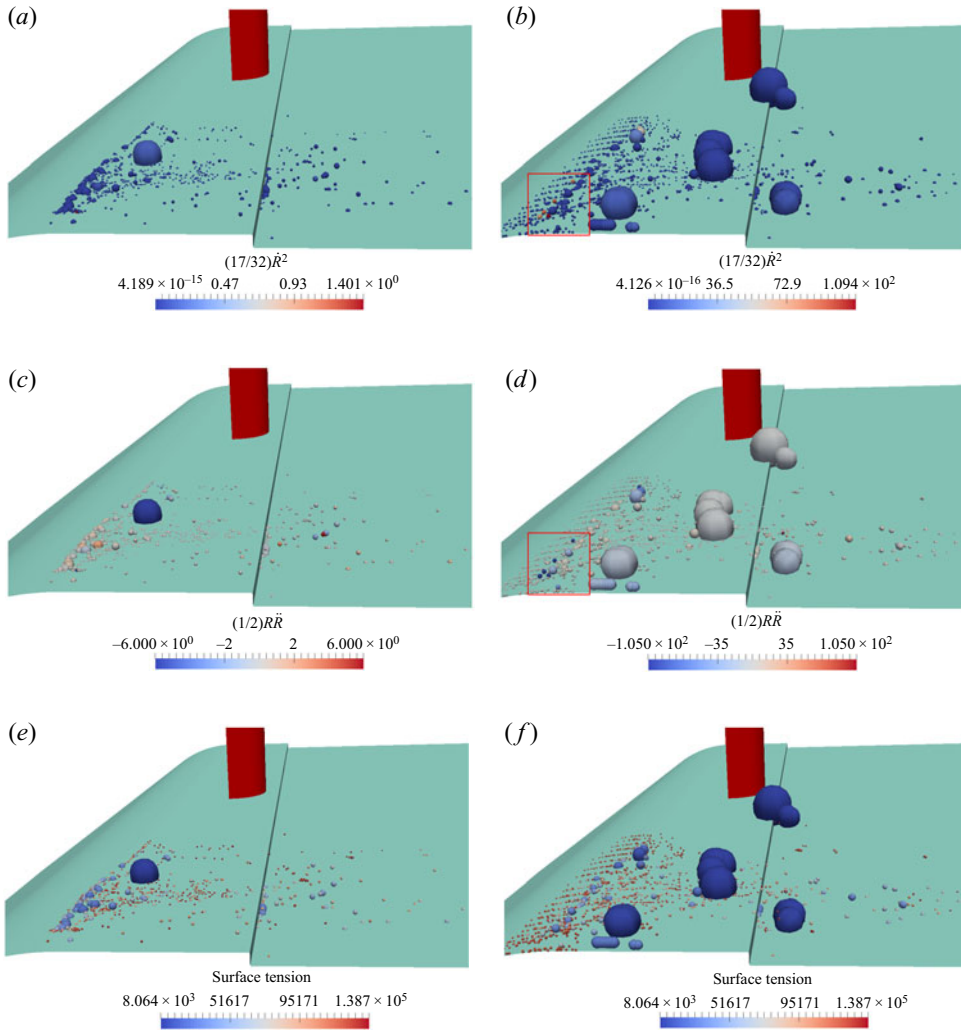 (a)
(b)
(17/32)Ṙ²
4.189 × 10⁻¹⁵ 0.47 0.93 1.401 × 10⁰
(17/32)Ṙ²
4.126 × 10⁻¹⁶ 36.5 72.9 1.094 × 10²
(c)
(d)
(1/2)RR̈
−6.000 × 10⁰ −2 2 6.000 × 10⁰
(1/2)RR̈
−1.050 × 10² −35 35 1.050 × 10²
(e)
(f)
Surface tension
8.064 × 10³ 51617 95171 1.387 × 10⁵
Surface tension
8.064 × 10³ 51617 95171 1.387 × 10⁵